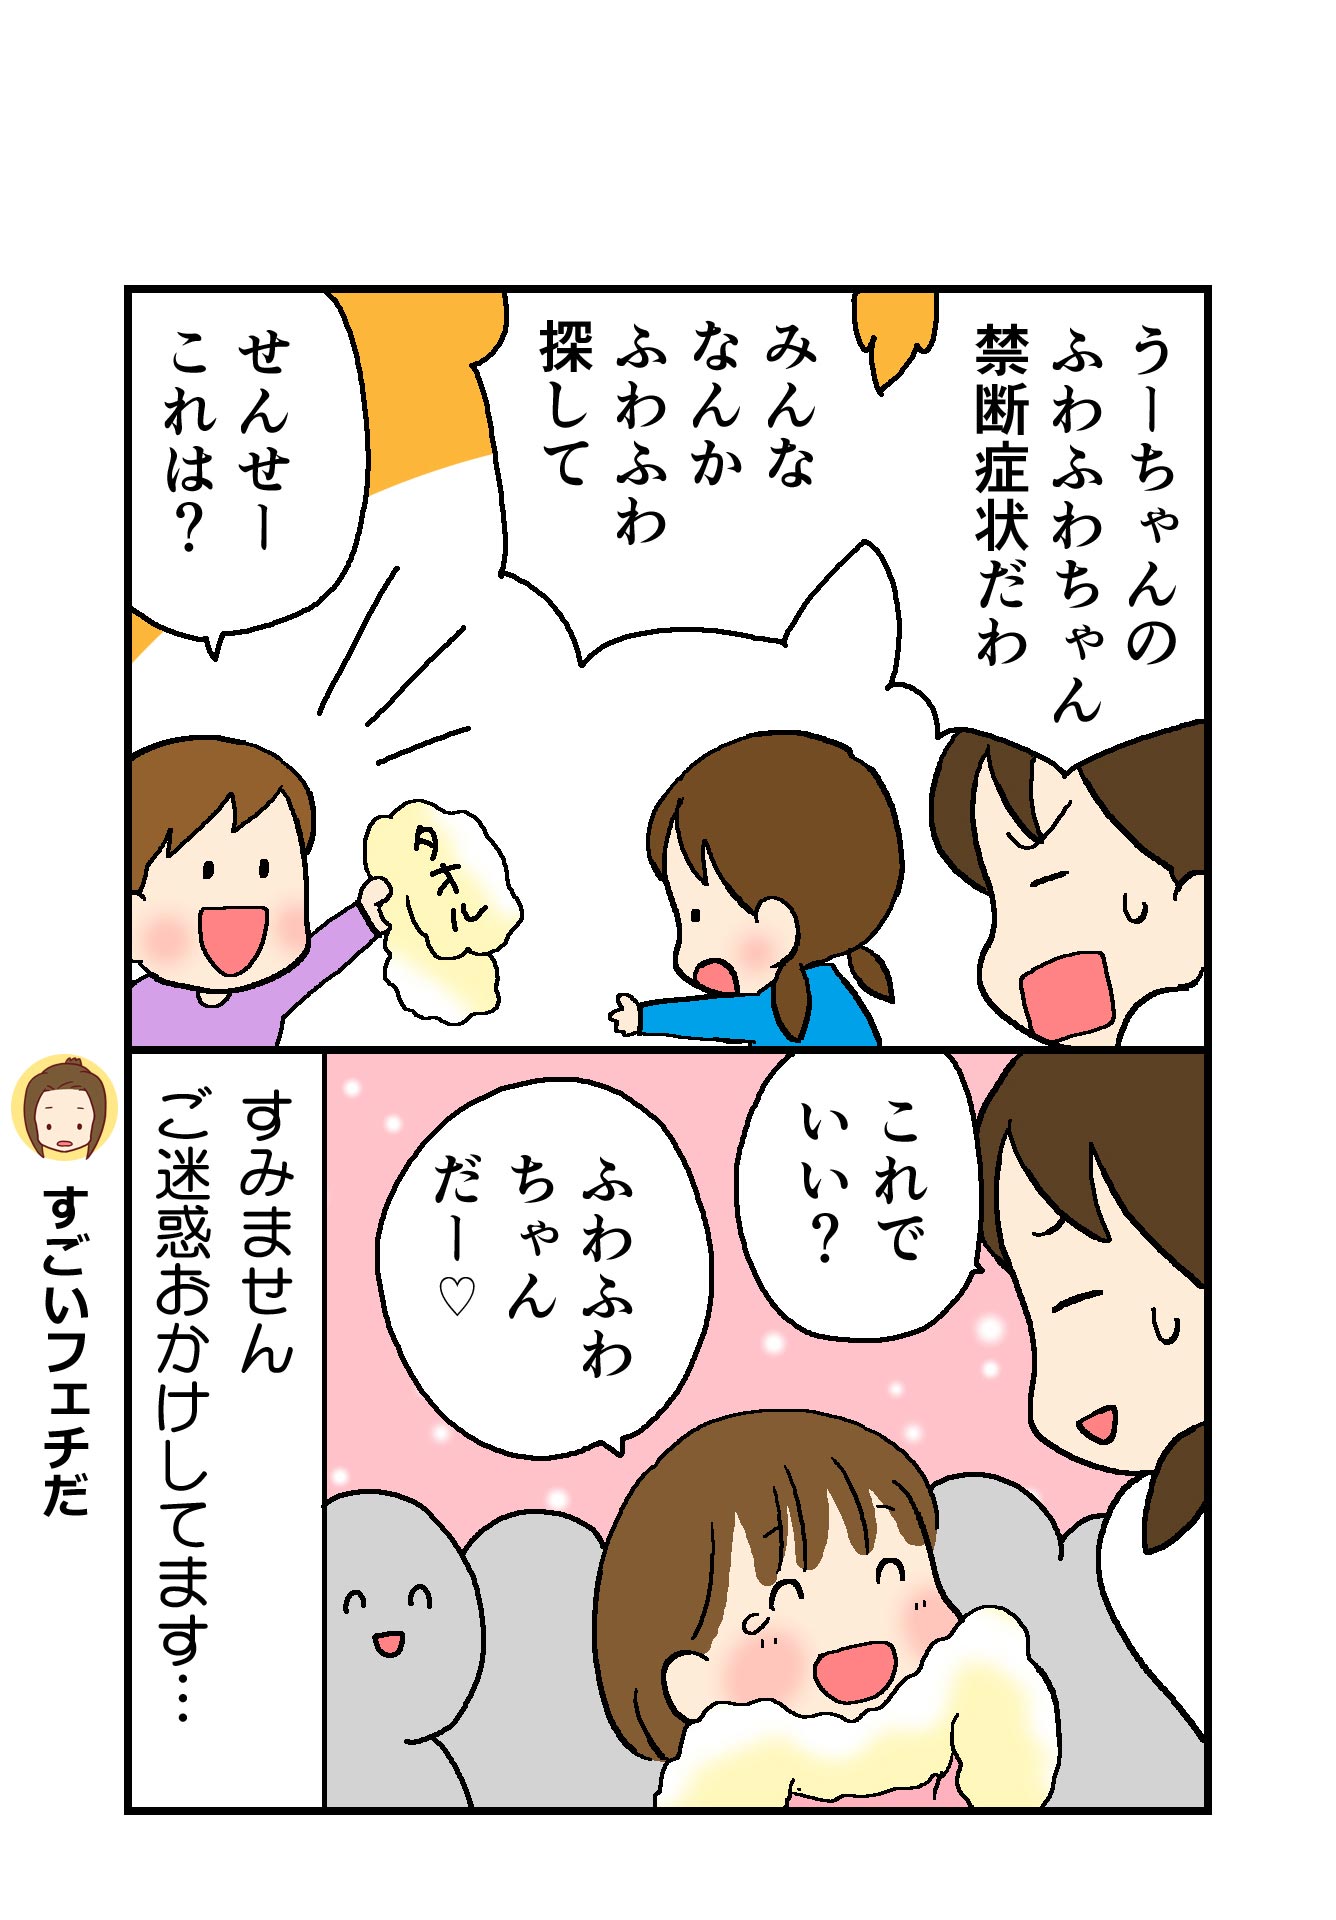 うーちゃんの
ふわふわちゃん
禁断症状だわ
みんな
なんか
ふわふわ
探して
せんせー
これは?
タオル
これで
いい?
ふわふわ
ちゃん
だー♡
すみません
ご迷惑おかけしてます…
すごいフェチだ